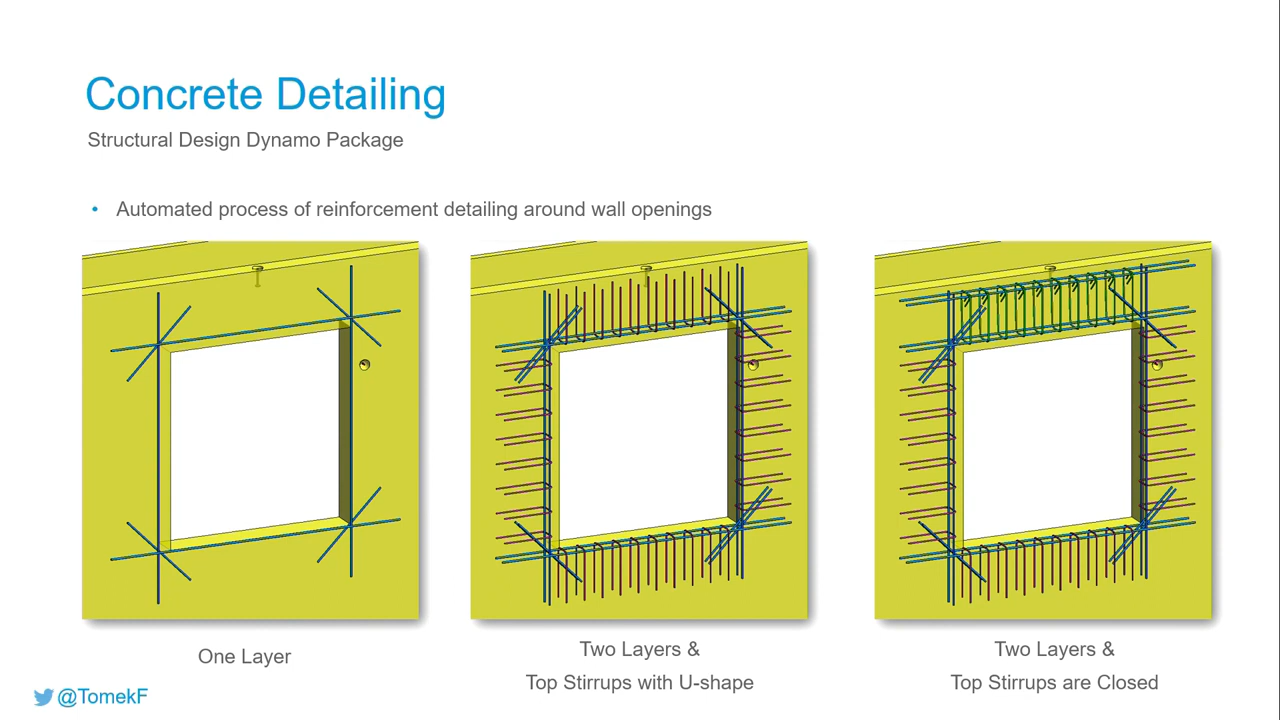 Concrete Detailing
Structural Design Dynamo Package
• Automated process of reinforcement detailing around wall openings
One Layer
Two Layers &
Top Stirrups with U-shape
Two Layers &
Top Stirrups are Closed
@TomekF